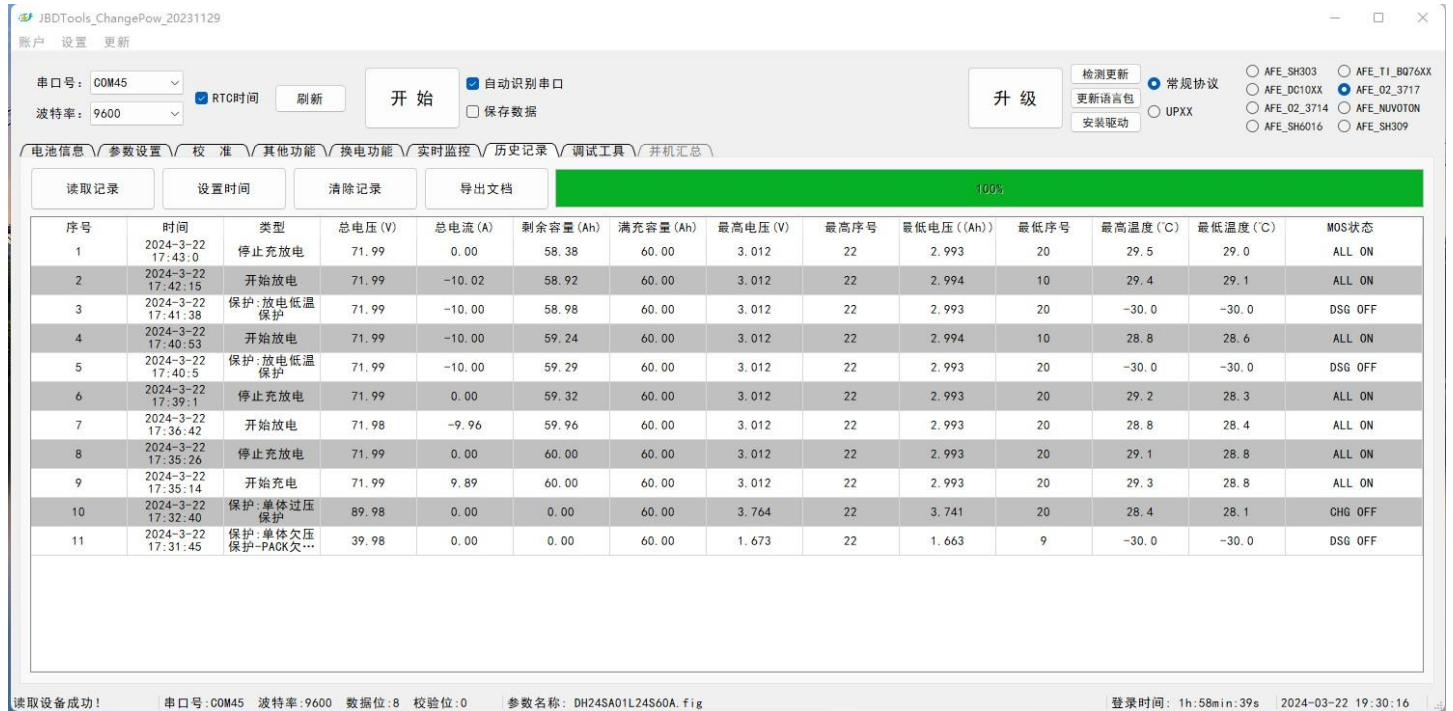 JBDTools_ChangePow_20231129
账户 设置 更新
串口号: COM45
波特率: 9600
RTC时间
刷新
开 始
自动识别串口
保存数据
升 级
检测更新
更新语言包
安装驱动
常规协议
UPXX
AFE_SH303 AFE_TI_BQ76XX
AFE_DC10XX AFE_02_3717
AFE_02_3714 AFE_NUVOTON
AFE_SH6016 AFE_SH309
电池信息 参数设置 校 准 其他功能 换电功能 实时监控 历史记录 调试工具 并机汇总
读取记录 设置时间 清除记录 导出文档 100%
序号 时间 类型 总电压(V) 总电流(A) 剩余容量(Ah) 满充容量(Ah) 最高电压(V) 最高序号 最低电压((Ah)) 最低序号 最高温度(℃) 最低温度(℃) MOS状态
1 2024-3-22 17:43:0 停止充放电 71.99 0.00 58.38 60.00 3.012 22 2.993 20 29.5 29.0 ALL ON
2 2024-3-22 17:42:15 开始放电 71.99 -10.02 58.92 60.00 3.012 22 2.994 10 29.4 29.1 ALL ON
3 2024-3-22 17:41:38 保护:放电低温保护 71.99 -10.00 58.98 60.00 3.012 22 2.993 20 -30.0 -30.0 DSG OFF
4 2024-3-22 17:40:53 开始放电 71.99 -10.00 59.24 60.00 3.012 22 2.994 10 28.8 28.6 ALL ON
5 2024-3-22 17:40:5 保护:放电低温保护 71.99 -10.00 59.29 60.00 3.012 22 2.993 20 -30.0 -30.0 DSG OFF
6 2024-3-22 17:39:1 停止充放电 71.99 0.00 59.32 60.00 3.012 22 2.993 20 29.2 28.3 ALL ON
7 2024-3-22 17:36:42 开始放电 71.98 -9.96 59.96 60.00 3.012 22 2.993 20 28.8 28.4 ALL ON
8 2024-3-22 17:35:26 停止充放电 71.99 0.00 60.00 60.00 3.012 22 2.993 20 29.1 28.8 ALL ON
9 2024-3-22 17:35:14 开始充电 71.99 9.89 60.00 60.00 3.012 22 2.993 20 29.3 28.8 ALL ON
10 2024-3-22 17:32:40 保护:单体过压保护 89.98 0.00 0.00 60.00 3.764 22 3.741 20 28.4 28.1 CHG OFF
11 2024-3-22 17:31:45 保护:单体欠压保护-PACK欠… 39.98 0.00 0.00 60.00 1.673 22 1.663 9 -30.0 -30.0 DSG OFF
读取设备成功! 串口号:COM45 波特率:9600 数据位:8 校验位:0 参数名称: DH24SA01L24S60A.fig 登录时间: 1h:58min:39s 2024-03-22 19:30:16